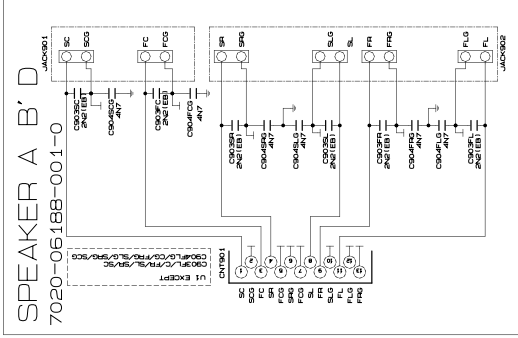 SPEAKER A B' D
7020-06188-001-0
JACK901
SC
SCG
FC
FCG
SR
SRG
SLG
SL
FR
FRG
FLG
FL
JACK902
C903SC
2N2(EB)
C904SCG
4N7
C903FC
2N2(EB)
C904FCG
4N7
C903SR
2N2(EB)
C904SRG
4N7
C904SLG
4N7
C903SL
2N2(EB)
C903FR
2N2(EB)
C904FRG
4N7
C904FLG
4N7
C903FL
2N2(EB)
U1 EXCEPT
C903FL/C/FR/SL/SR/SC
C904FLG/CG/FRG/SLG/SRG/SCG
CNT901
1
2
3
4
5
6
7
8
9
10
11
12
13
SC
SCG
FC
SR
FCG
SRG
FCG
SL
FR
SLG
FL
FLG
FRG